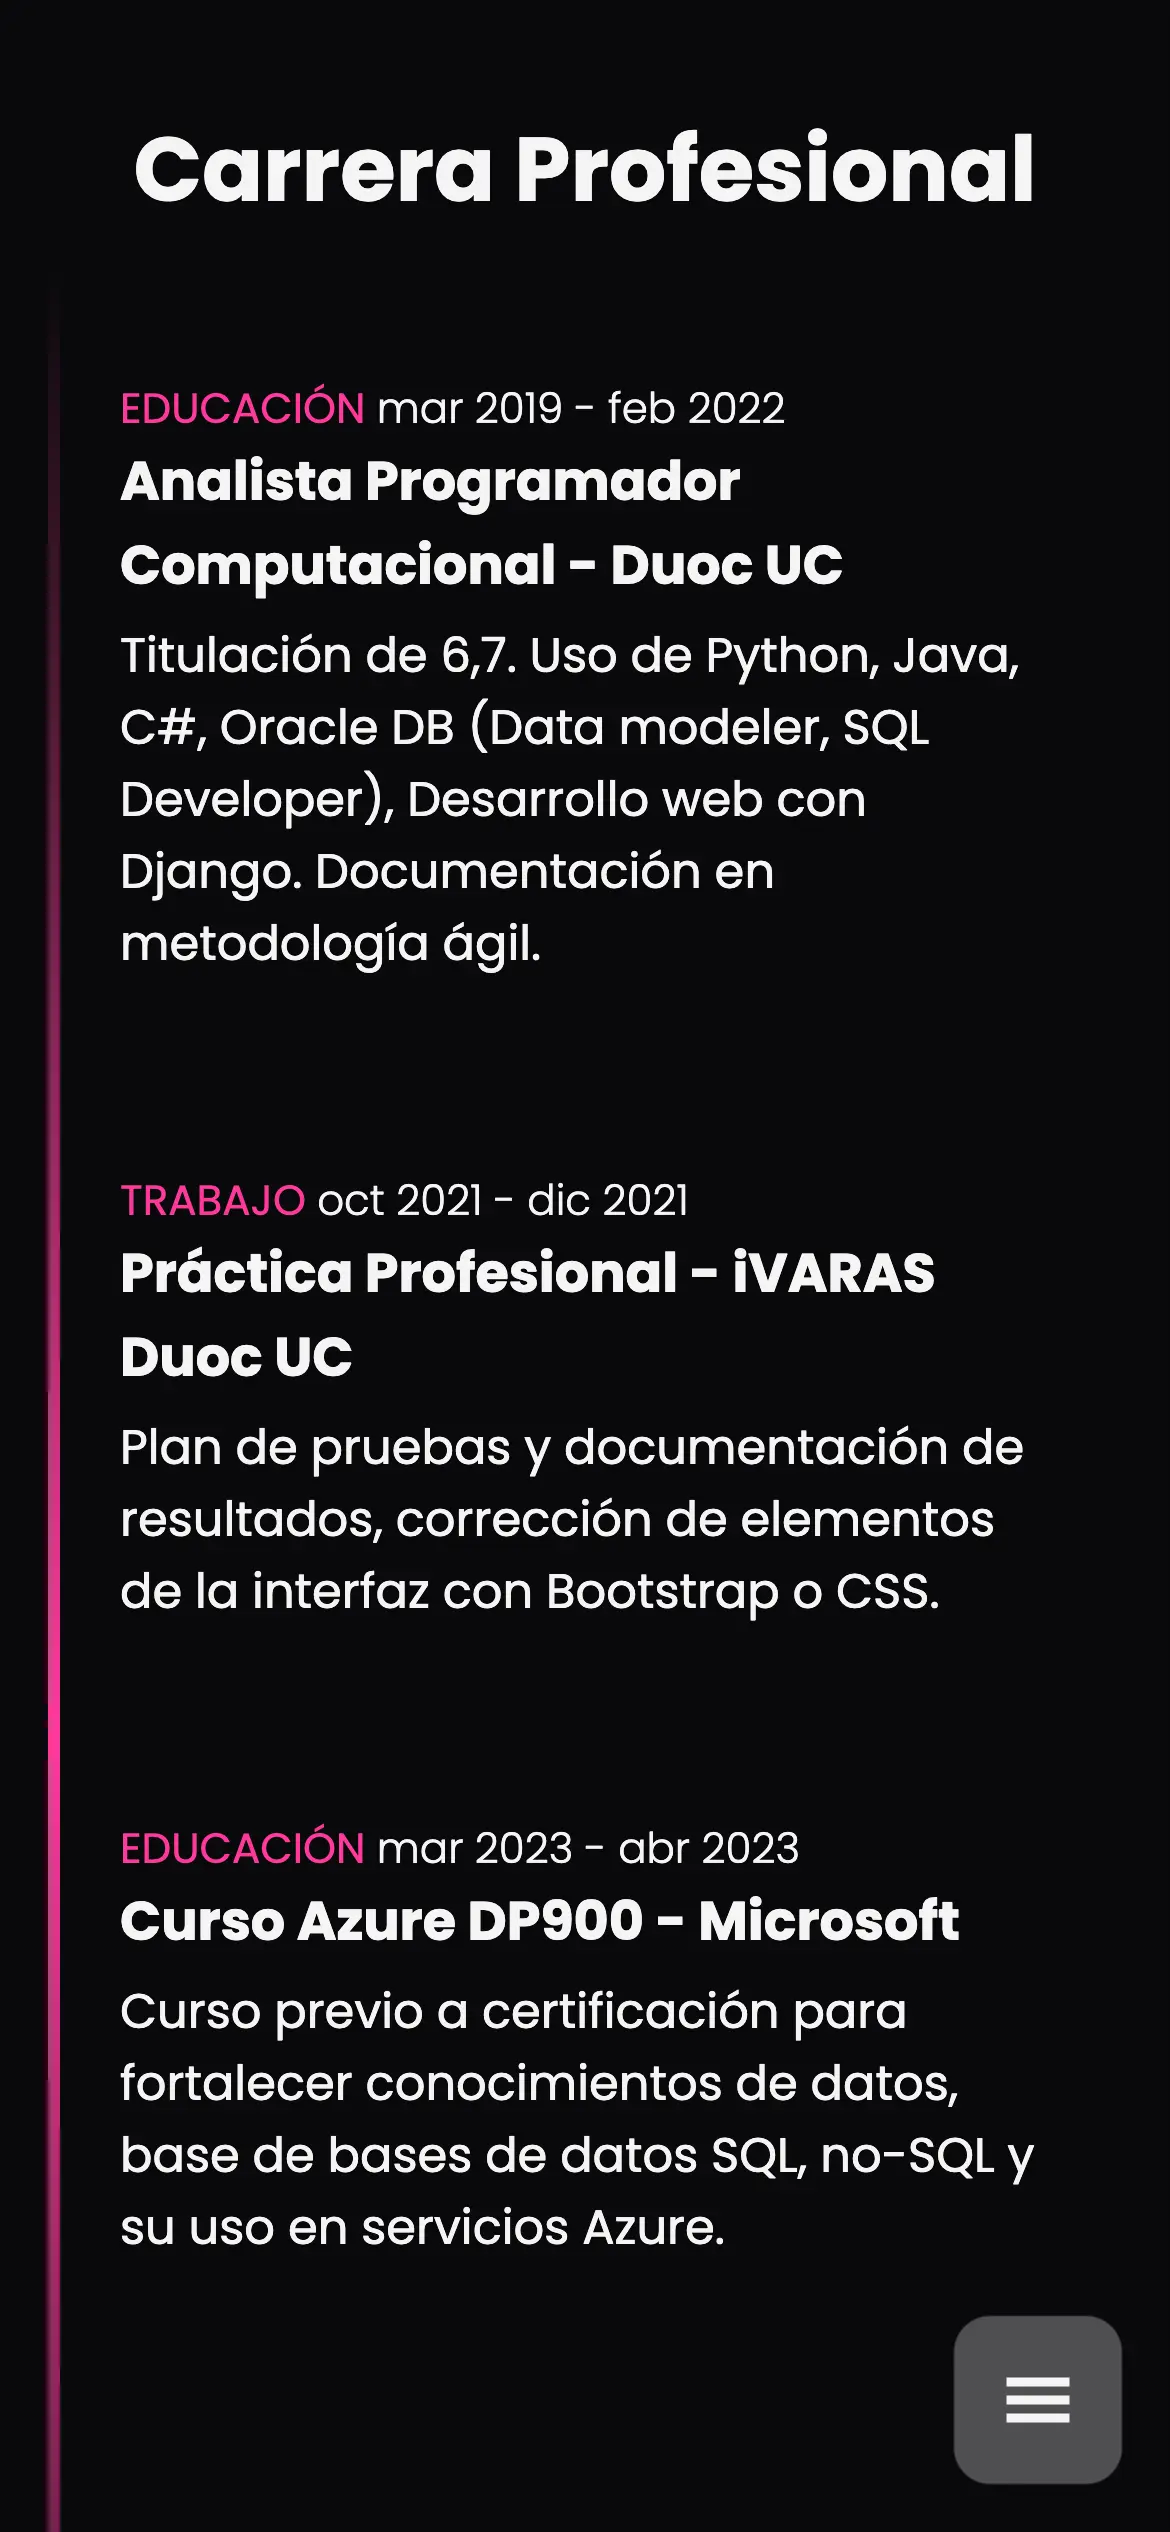 Carrera Profesional
EDUCACIÓN mar 2019 - feb 2022
Analista Programador
Computacional - Duoc UC
Titulación de 6,7. Uso de Python, Java,
C#, Oracle DB (Data modeler, SQL
Developer), Desarrollo web con
Django. Documentación en
metodología ágil.
TRABAJO oct 2021 - dic 2021
Práctica Profesional - iVARAS
Duoc UC
Plan de pruebas y documentación de
resultados, corrección de elementos
de la interfaz con Bootstrap o CSS.
EDUCACIÓN mar 2023 - abr 2023
Curso Azure DP900 - Microsoft
Curso previo a certificación para
fortalecer conocimientos de datos,
base de bases de datos SQL, no-SQL y
su uso en servicios Azure.